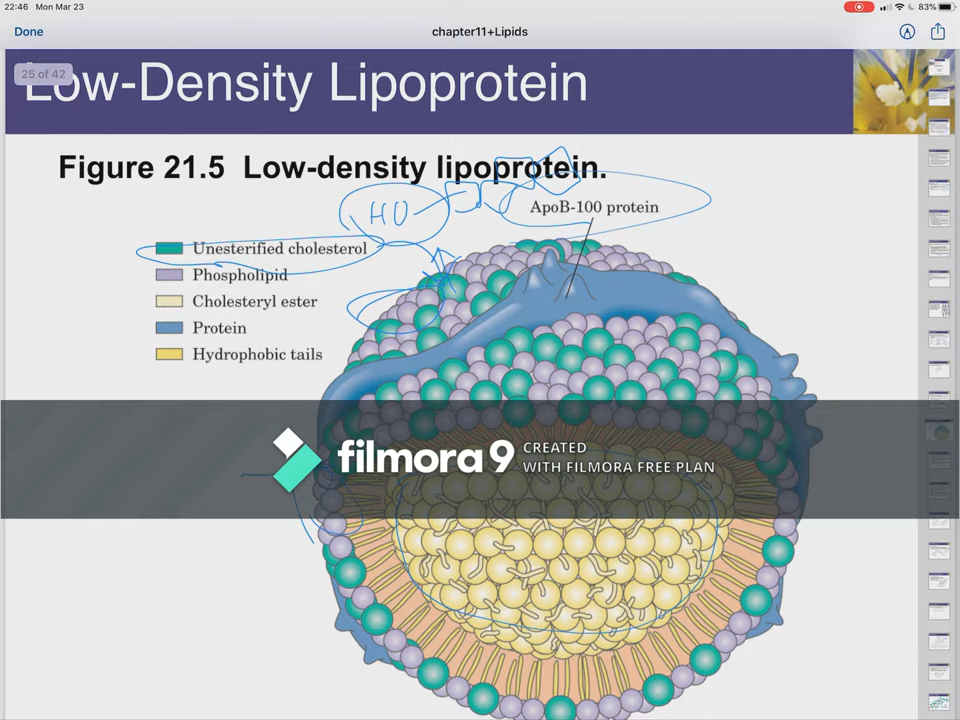 22:46 Mon Mar 23
83%
Done
chapter11+Lipids
25 of 42
Low-Density Lipoprotein
Figure 21.5 Low-density lipoprotein.
HO
ApoB-100 protein
Unesterified cholesterol
Phospholipid
Cholesteryl ester
Protein
Hydrophobic tails
filmora9
CREATED
WITH FILMORA FREE PLAN